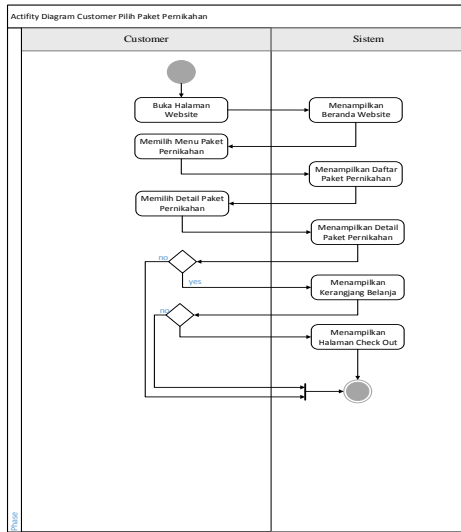 Actifity Diagram Customer Pilih Paket Pernikahan
Customer
Sistem
Buka Halaman
Website
Menampilkan
Beranda Website
Memilih Menu Paket
Pernikahan
Menampilkan Daftar
Paket Pernikahan
Memilih Detail Paket
Pernikahan
Menampilkan Detail
Paket Pernikahan
no
yes
Menampilkan
Kerangjang Belanja
no
Menampilkan
Halaman Check Out
Phase